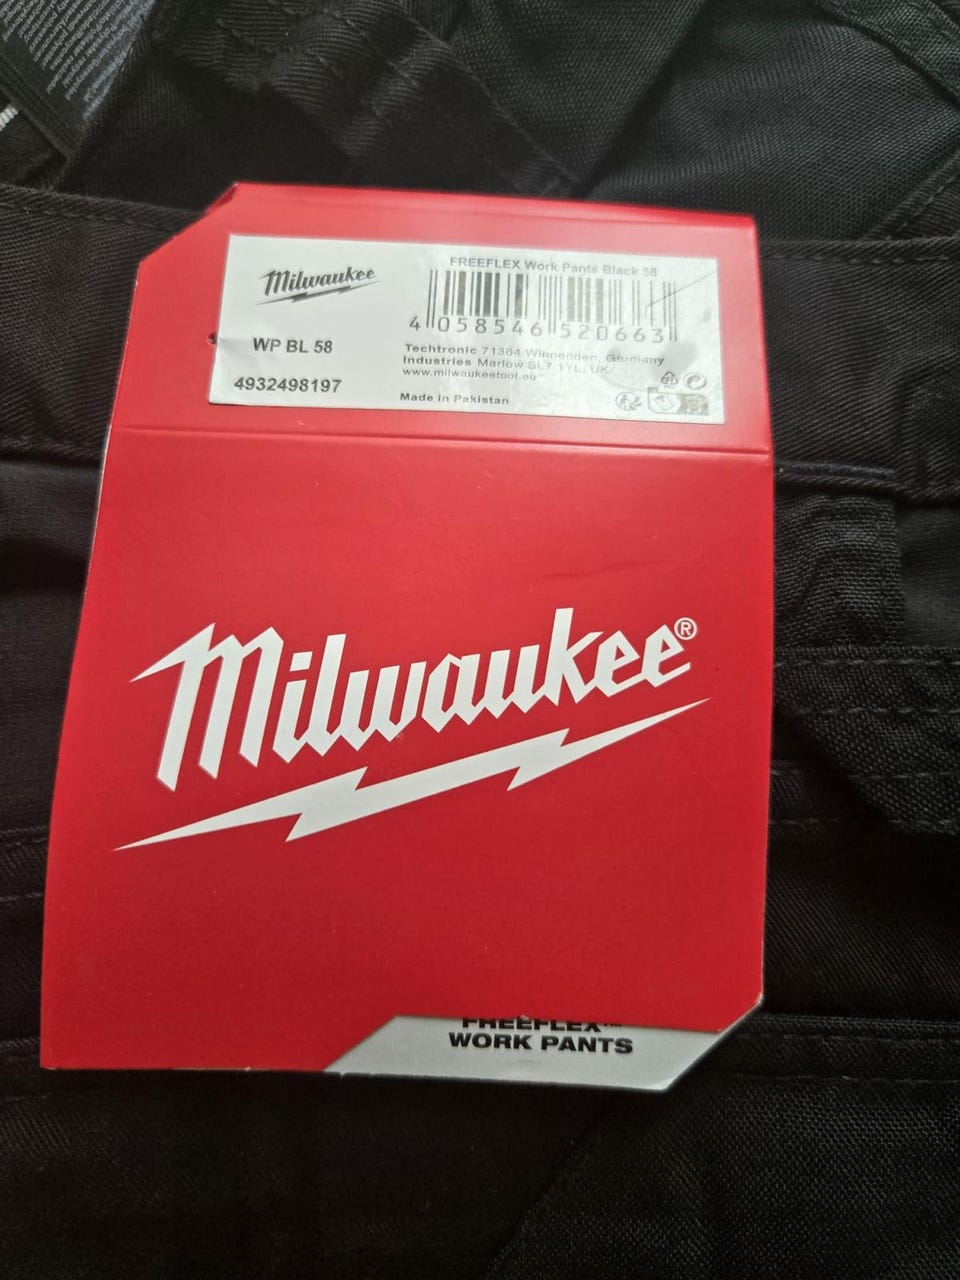 Milwaukee
FREEFLEX Work Pants Black 58
4 058546 520663
WP BL 58
4932498197
Techtronic 71364 Winnenden, Germany
Industries Marlow SL7 1YL, UK
www.milwaukeetool.eu
Made in Pakistan
Milwaukee®
FREEFLEX™
WORK PANTS